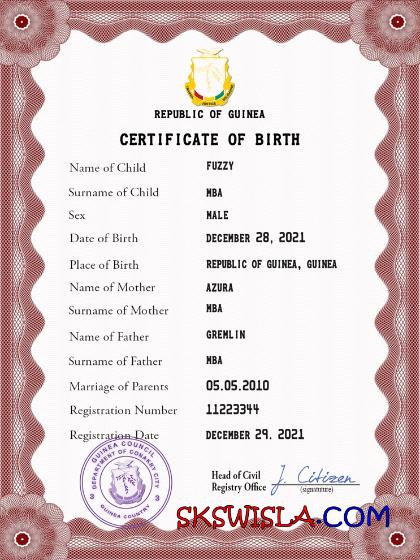 REPUBLIC OF GUINEA
CERTIFICATE OF BIRTH
Name of Child FUZZY
Surname of Child MBA
Sex MALE
Date of Birth DECEMBER 28, 2021
Place of Birth REPUBLIC OF GUINEA, GUINEA
Name of Mother AZURA
Surname of Mother MBA
Name of Father GREMLIN
Surname of Father MBA
Marriage of Parents 05.05.2010
Registration Number 11223344
Registration Date DECEMBER 29, 2021
GUINEA COUNCIL
DEPARTMENT OF CONAKRY CITY
3 3
GUINEA COUNTRY
Head of Civil
Registry Office J. Citizen
(signuture)
SKSWISLA.COM